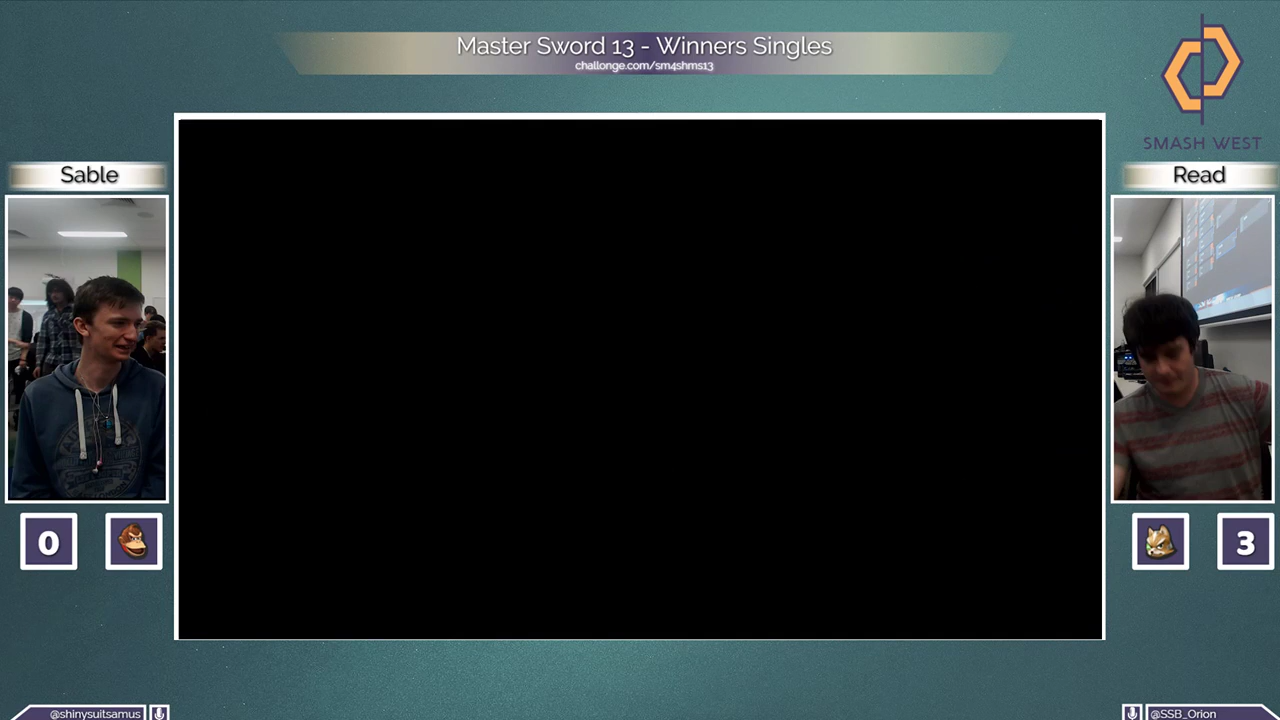 Master Sword 13 - Winners Singles
challonge.com/sm4shms13
SMASH WEST
Sable
Read
0
3
@shinysuitsamus
@SSB_Orion